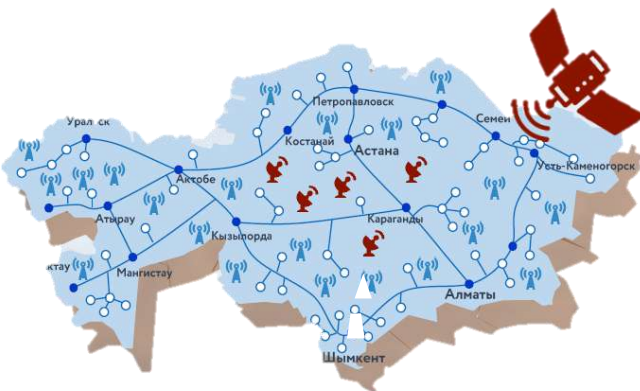 Петропавловск
Урал ск
Семей
Костанай
Астана
Усть-Каменогорск
Актобе
Атырау
Караганды
Кызылорда
ктау
Мангистау
Алматы
Шымкент